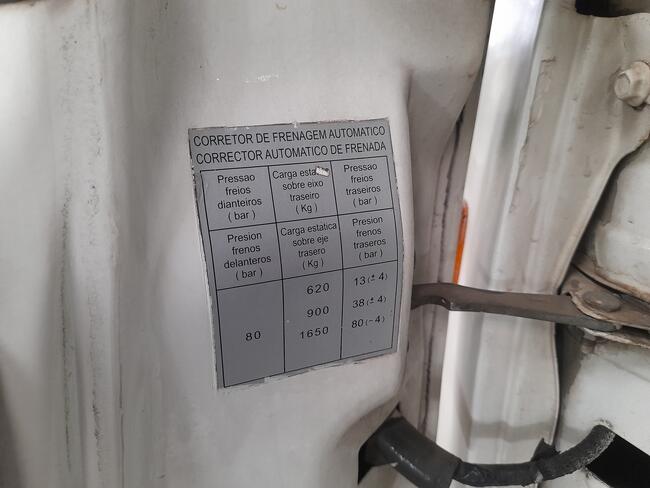 CORRETOR DE FRENAGEM AUTOMATICO
CORRECTOR AUTOMATICO DE FRENADA
Pressao
freios
dianteiros
( bar )
Carga
sobre eixo
traseiro
( Kg )
Pressao
freios
traseiros
( bar )
Presion
frenos
delanteros
( bar )
Carga estatica
sobre eje
trasero
( Kg )
Presion
frenos
traseros
( bar )
80
620
900
1650
13 (± 4)
38 (± 4)
80 (− 4)